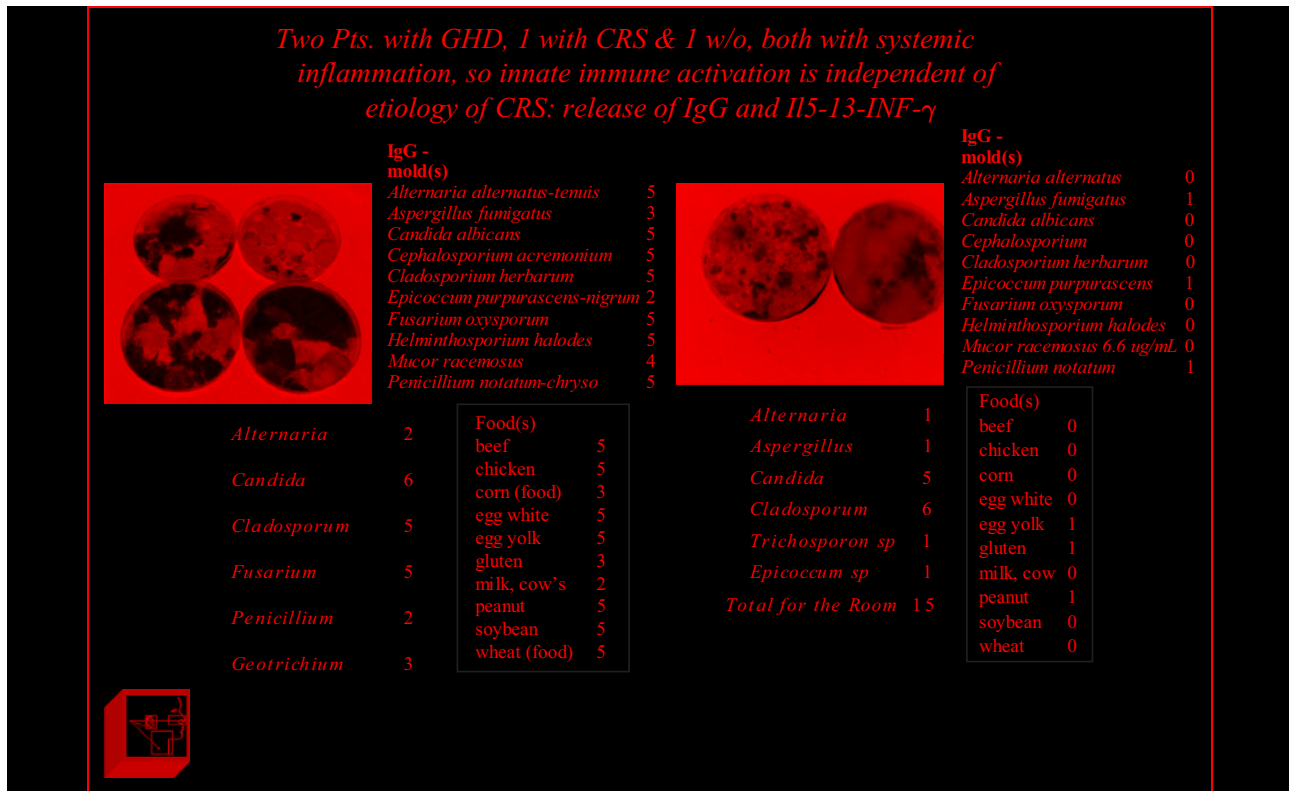 Two Pts. with GHD, 1 with CRS & 1 w/o, both with systemic
inflammation, so innate immune activation is independent of
etiology of CRS: release of IgG and Il5-13-INF-γ
IgG -
mold(s)
Alternaria alternatus-tenuis 5
Aspergillus fumigatus 3
Candida albicans 5
Cephalosporium acremonium 5
Cladosporium herbarum 5
Epicoccum purpurascens-nigrum 2
Fusarium oxysporum 5
Helminthosporium halodes 5
Mucor racemosus 4
Penicillium notatum-chryso 5
Alternaria 2
Candida 6
Cladosporum 5
Fusarium 5
Penicillium 2
Geotrichium 3
Food(s)
beef 5
chicken 5
corn (food) 3
egg white 5
egg yolk 5
gluten 3
milk, cow’s 2
peanut 5
soybean 5
wheat (food) 5
IgG -
mold(s)
Alternaria alternatus 0
Aspergillus fumigatus 1
Candida albicans 0
Cephalosporium 0
Cladosporium herbarum 0
Epicoccum purpurascens 1
Fusarium oxysporum 0
Helminthosporium halodes 0
Mucor racemosus 6.6 ug/mL 0
Penicillium notatum 1
Alternaria 1
Aspergillus 1
Candida 5
Cladosporum 6
Trichosporon sp 1
Epicoccum sp 1
Total for the Room 15
Food(s)
beef 0
chicken 0
corn 0
egg white 0
egg yolk 1
gluten 1
milk, cow 0
peanut 1
soybean 0
wheat 0